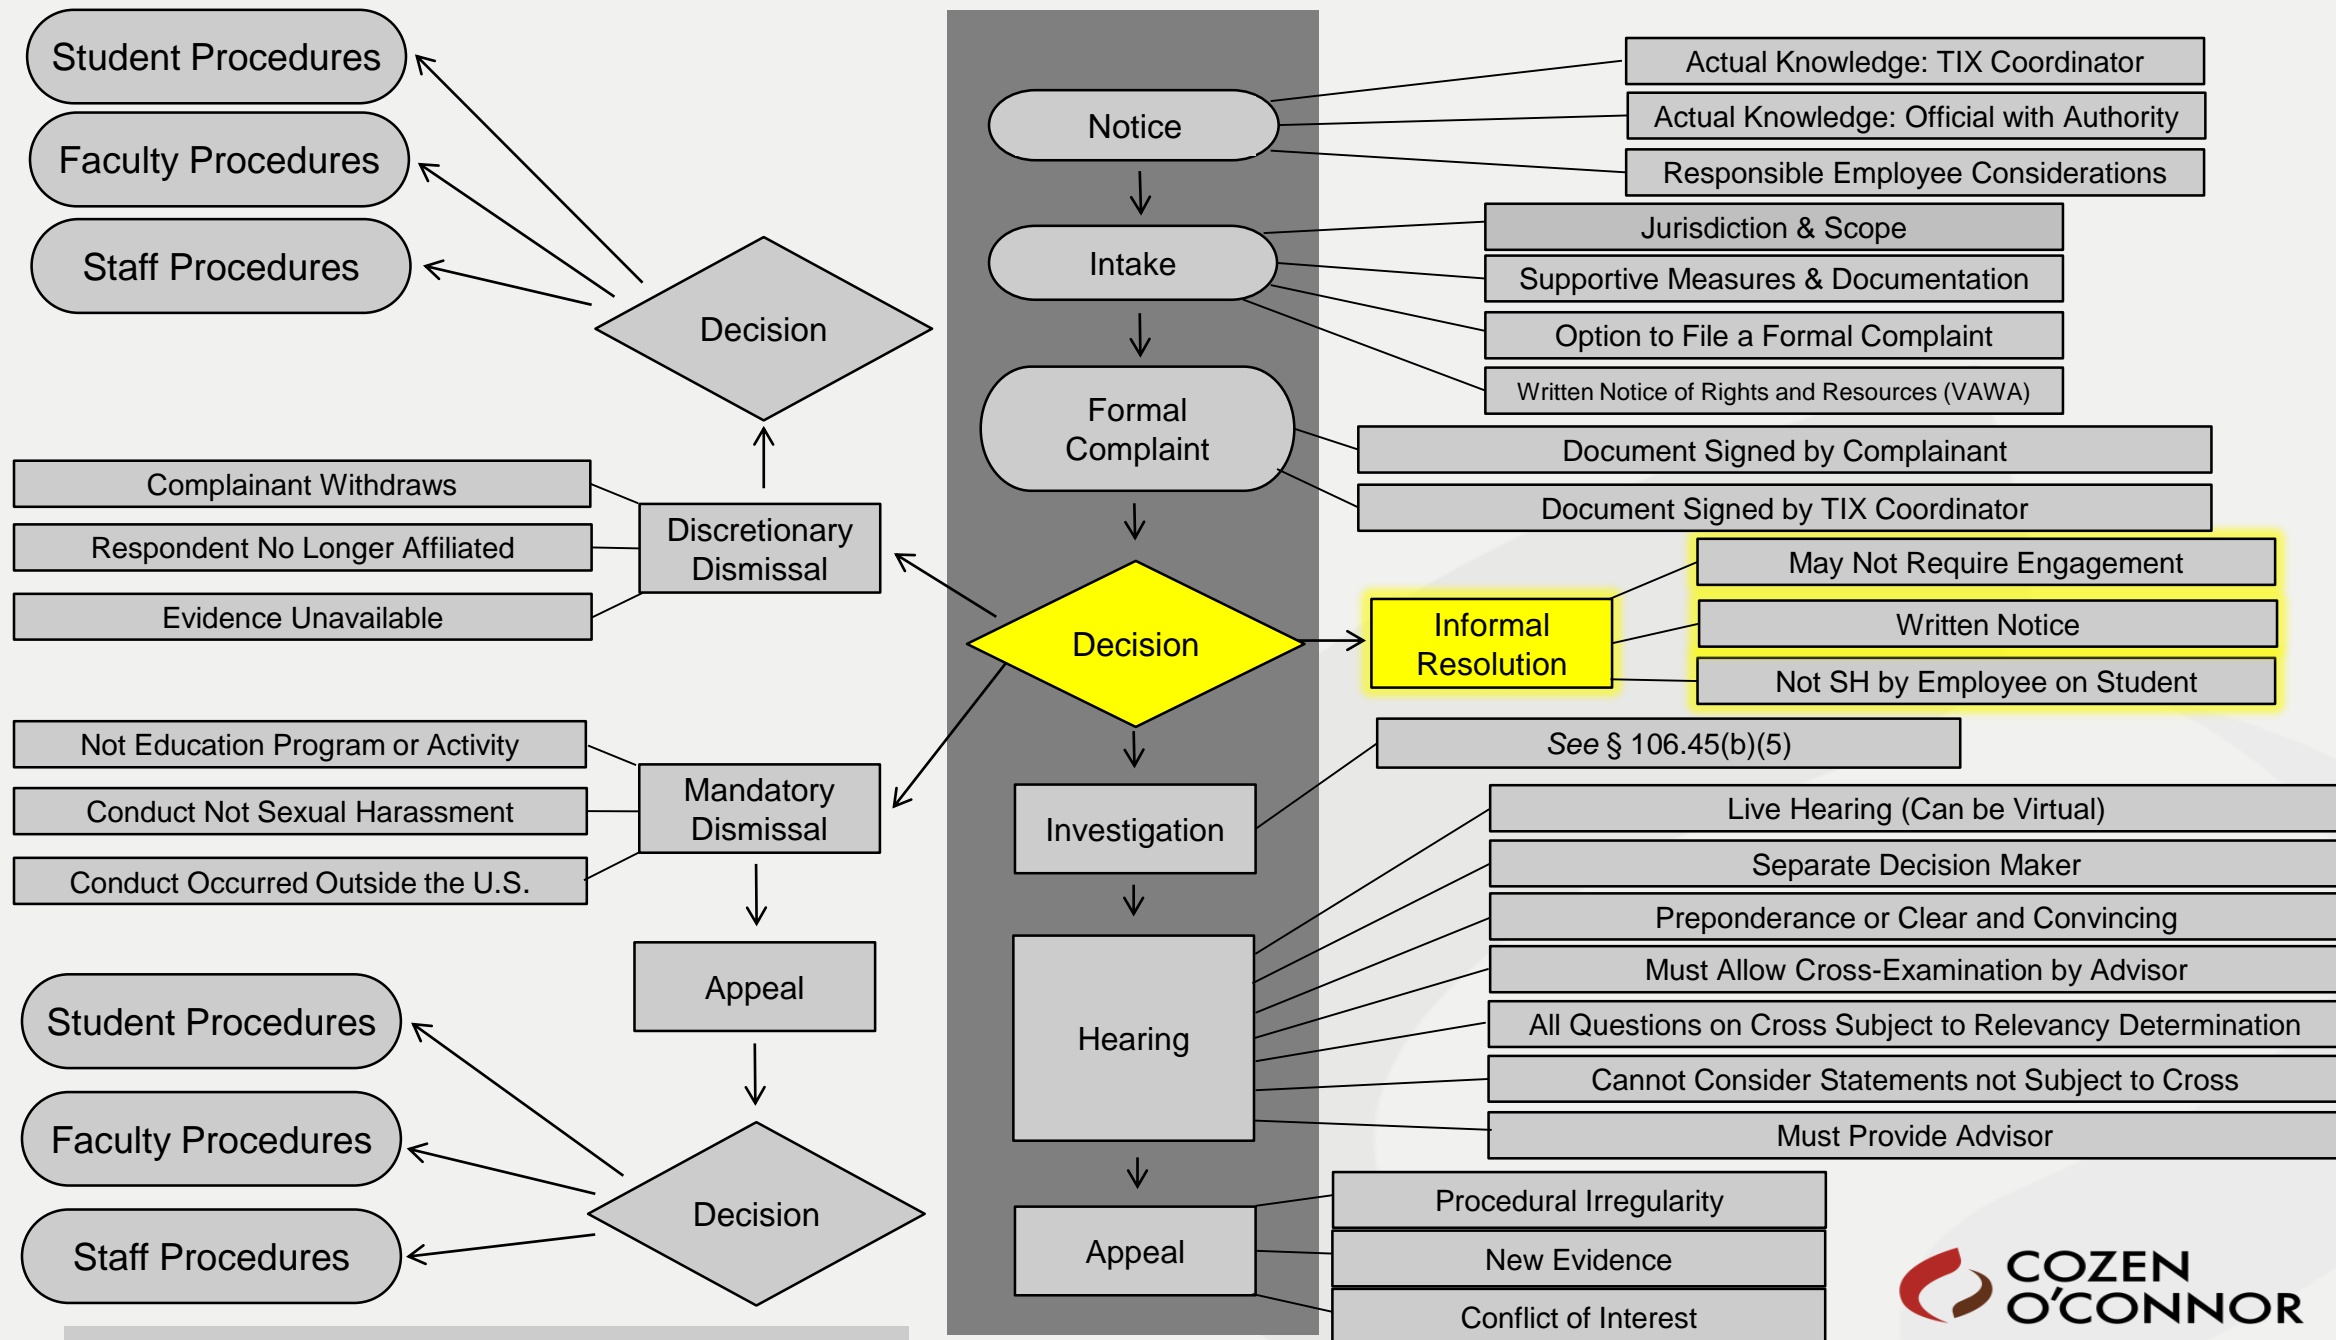 Student Procedures
Faculty Procedures
Staff Procedures
Decision
Complainant Withdraws
Respondent No Longer Affiliated
Evidence Unavailable
Discretionary
Dismissal
Not Education Program or Activity
Conduct Not Sexual Harassment
Conduct Occurred Outside the U.S.
Mandatory
Dismissal
Appeal
Student Procedures
Faculty Procedures
Staff Procedures
Decision
Notice
Actual Knowledge: TIX Coordinator
Actual Knowledge: Official with Authority
Responsible Employee Considerations
Intake
Jurisdiction & Scope
Supportive Measures & Documentation
Option to File a Formal Complaint
Written Notice of Rights and Resources (VAWA)
Formal
Complaint
Document Signed by Complainant
Document Signed by TIX Coordinator
Decision
Informal
Resolution
May Not Require Engagement
Written Notice
Not SH by Employee on Student
Investigation
See § 106.45(b)(5)
Hearing
Live Hearing (Can be Virtual)
Separate Decision Maker
Preponderance or Clear and Convincing
Must Allow Cross-Examination by Advisor
All Questions on Cross Subject to Relevancy Determination
Cannot Consider Statements not Subject to Cross
Must Provide Advisor
Appeal
Procedural Irregularity
New Evidence
Conflict of Interest
COZEN
O'CONNOR